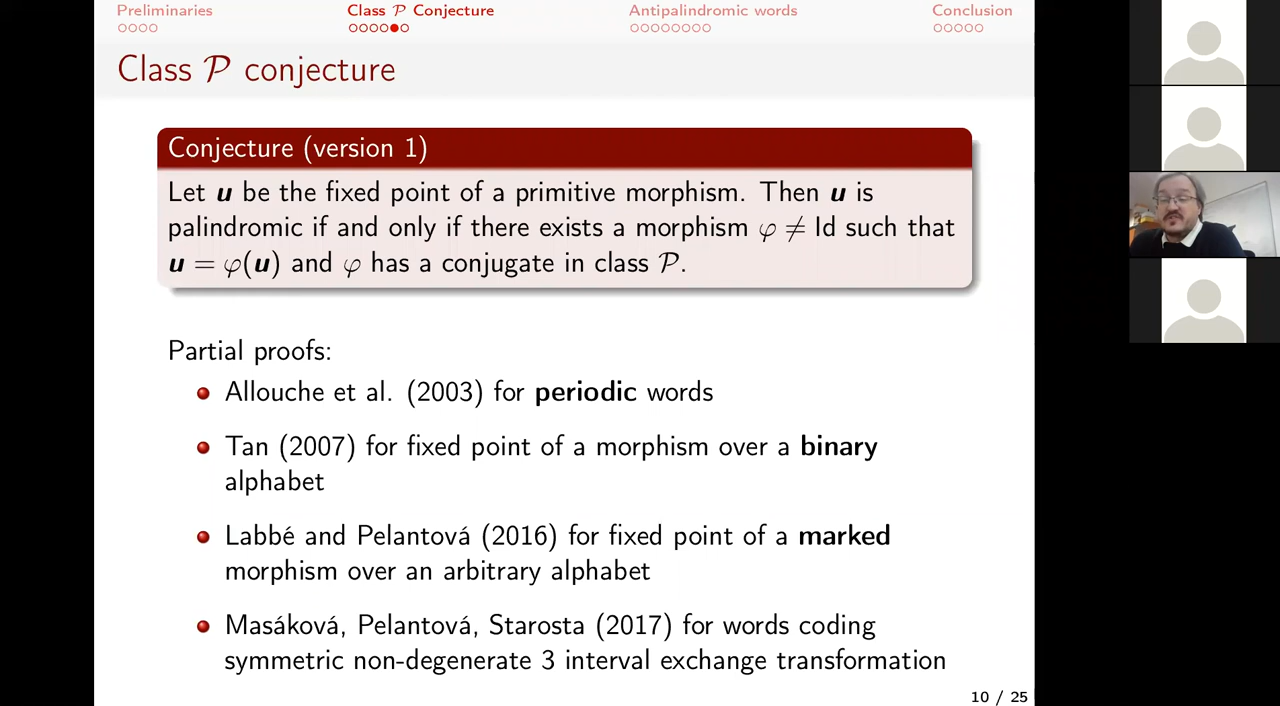 Preliminaries Class 𝒫 Conjecture Antipalindromic words Conclusion
Class 𝒫 conjecture
Conjecture (version 1)
Let u be the fixed point of a primitive morphism. Then u is
palindromic if and only if there exists a morphism φ ≠ Id such that
u = φ(u) and φ has a conjugate in class 𝒫.
Partial proofs:
Allouche et al. (2003) for periodic words
Tan (2007) for fixed point of a morphism over a binary
alphabet
Labbé and Pelantová (2016) for fixed point of a marked
morphism over an arbitrary alphabet
Masáková, Pelantová, Starosta (2017) for words coding
symmetric non-degenerate 3 interval exchange transformation
10 / 25